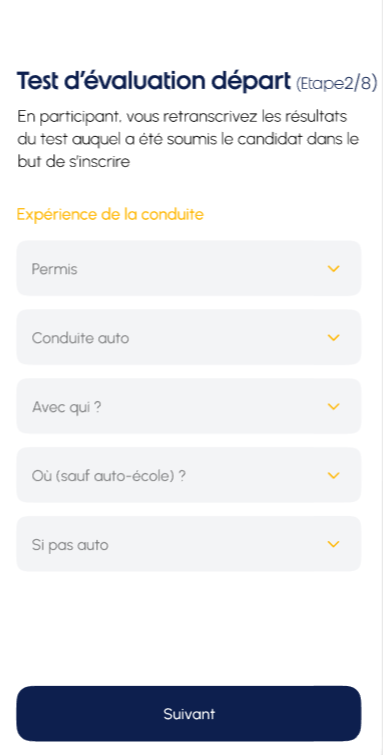 Test d'évaluation départ (Etape2/8)
En participant, vous retranscrivez les résultats
du test auquel a été soumis le candidat dans le
but de s'inscrire
Expérience de la conduite
Permis
Conduite auto
Avec qui ?
Où (sauf auto-école) ?
Si pas auto
Suivant